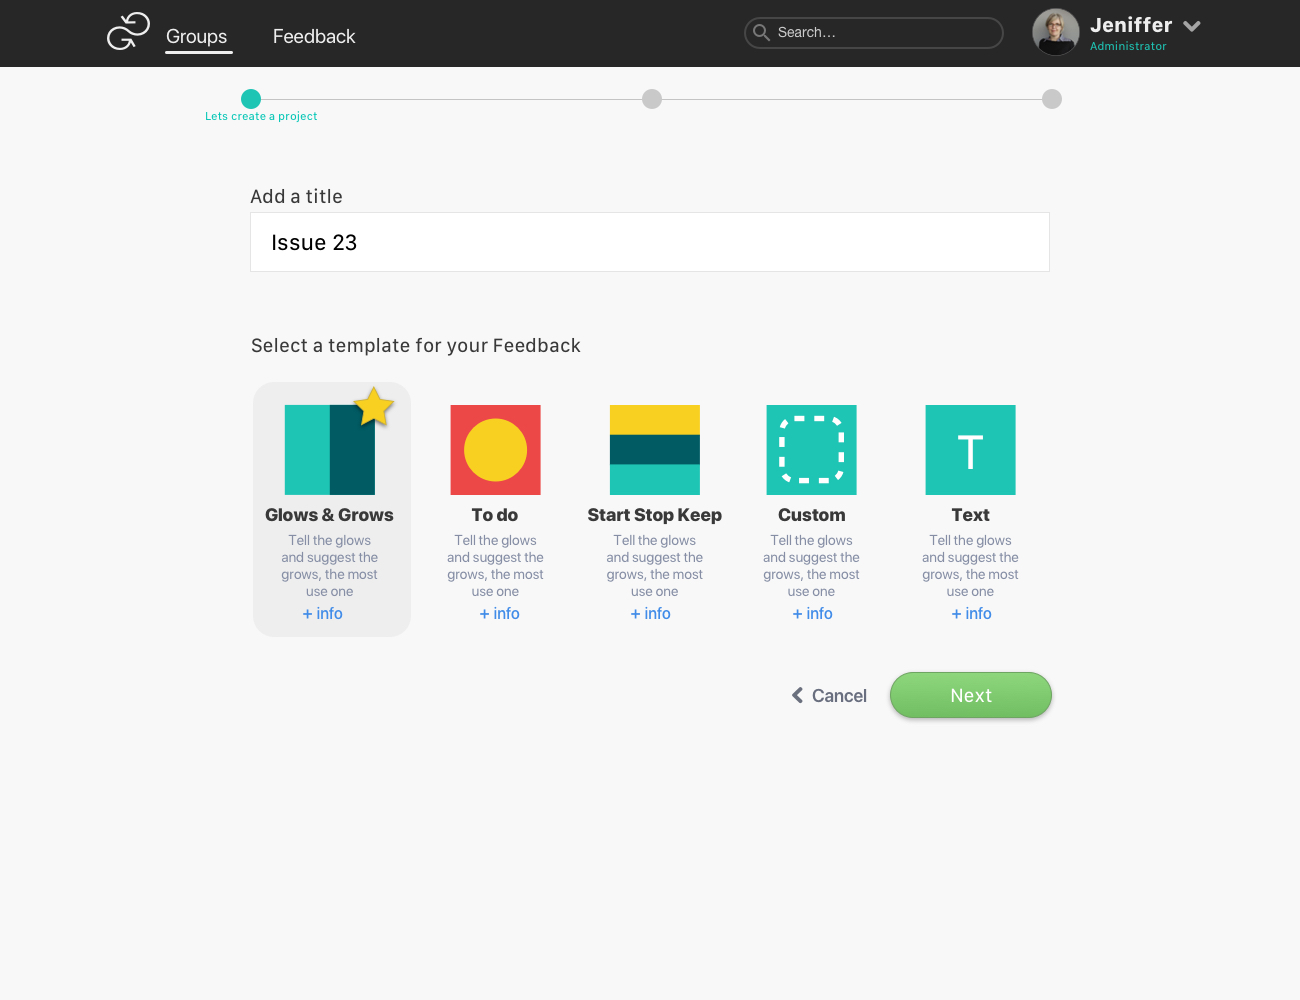 Groups
Feedback
Search...
Jeniffer
Administrator
Lets create a project
Add a title
Issue 23
Select a template for your Feedback
Glows & Grows
Tell the glows
and suggest the
grows, the most
use one
+ info
To do
Tell the glows
and suggest the
grows, the most
use one
+ info
Start Stop Keep
Tell the glows
and suggest the
grows, the most
use one
+ info
Custom
Tell the glows
and suggest the
grows, the most
use one
+ info
T
Text
Tell the glows
and suggest the
grows, the most
use one
+ info
Cancel
Next